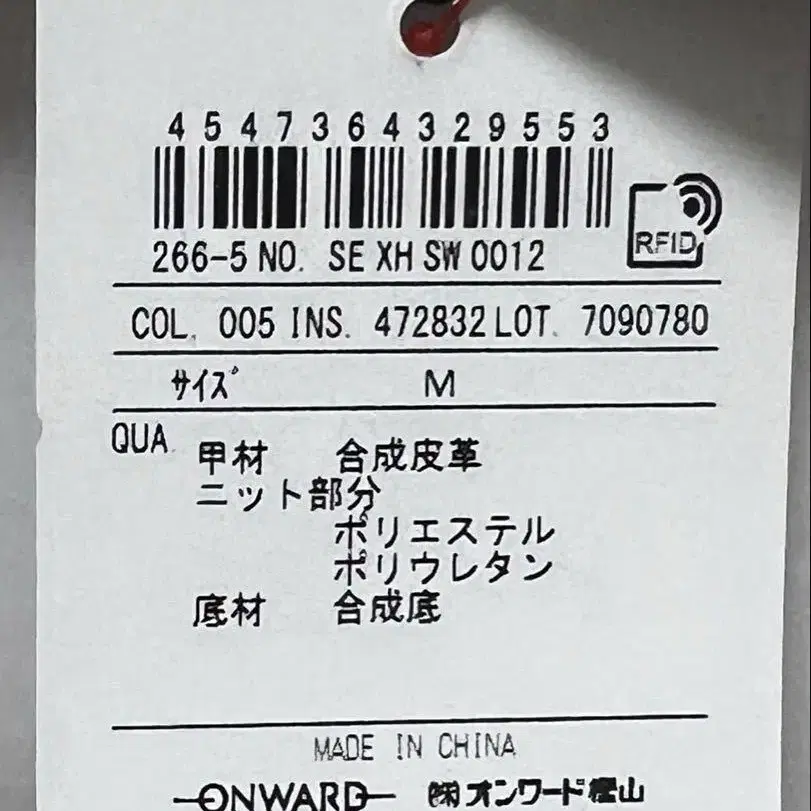 4547364329553
RFID
266-5 NO. SE XH SW 0012
COL. 005 INS. 472832 LOT. 7090780
サイズ M
QUA 甲材 合成皮革
ニット部分
ポリエステル
ポリウレタン
底材 合成底
MADE IN CHINA
ONWARD ㈱オンワード樫山